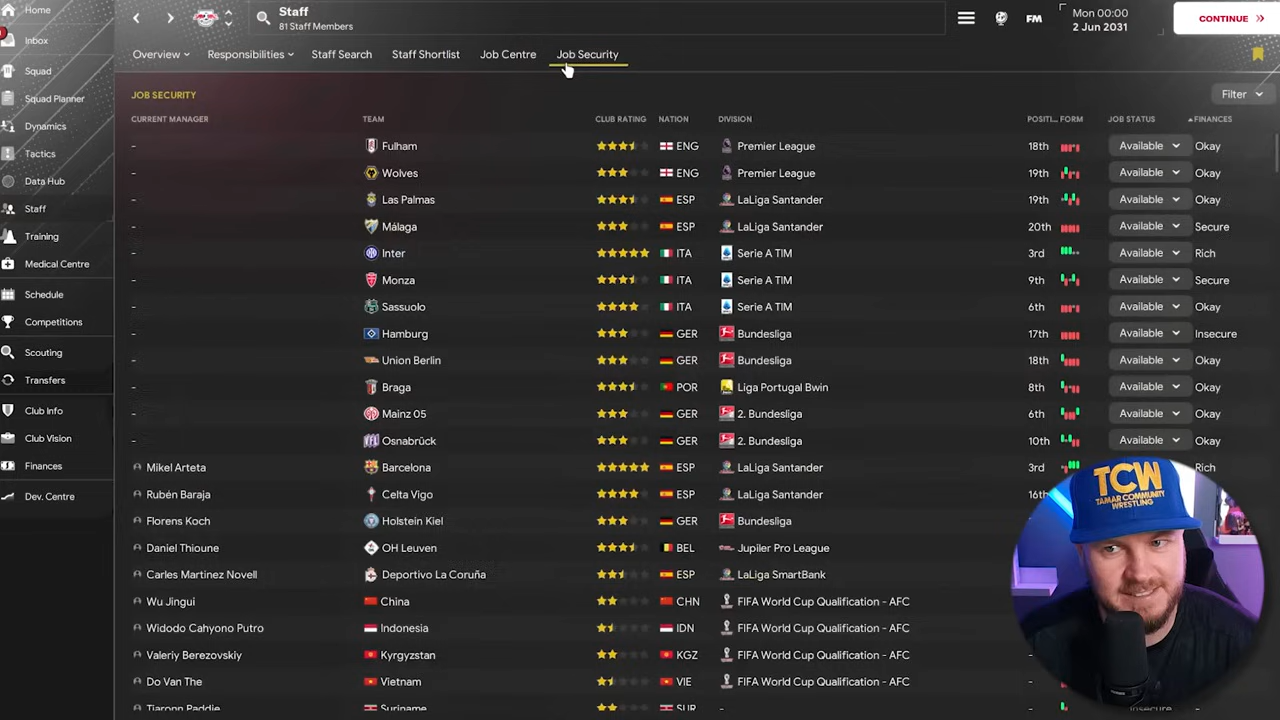 Home
Staff
81 Staff Members
FM
Mon 00:00
2 Jun 2031
CONTINUE
Inbox
Overview
Responsibilities
Staff Search
Staff Shortlist
Job Centre
Job Security
Squad
Squad Planner
Dynamics
Tactics
Data Hub
Staff
Training
Medical Centre
Schedule
Competitions
Scouting
Transfers
Club Info
Club Vision
Finances
Dev. Centre
JOB SECURITY
Filter
CURRENT MANAGER TEAM CLUB RATING NATION DIVISION POSITI... FORM JOB STATUS FINANCES
- Fulham ENG Premier League 18th Available Okay
- Wolves ENG Premier League 19th Available Okay
- Las Palmas ESP LaLiga Santander 19th Available Okay
- Málaga ESP LaLiga Santander 20th Available Secure
- Inter ITA Serie A TIM 3rd Available Rich
- Monza ITA Serie A TIM 9th Available Secure
- Sassuolo ITA Serie A TIM 6th Available Okay
- Hamburg GER Bundesliga 17th Available Insecure
- Union Berlin GER Bundesliga 18th Available Okay
- Braga POR Liga Portugal Bwin 8th Available Okay
- Mainz 05 GER 2. Bundesliga 6th Available Okay
- Osnabrück GER 2. Bundesliga 10th Available Okay
Mikel Arteta Barcelona ESP LaLiga Santander 3rd Rich
Rubén Baraja Celta Vigo ESP LaLiga Santander 16th
Florens Koch Holstein Kiel GER Bundesliga
Daniel Thioune OH Leuven BEL Jupiler Pro League
Carles Martinez Novell Deportivo La Coruña ESP LaLiga SmartBank
Wu Jingui China CHN FIFA World Cup Qualification - AFC
Widodo Cahyono Putro Indonesia IDN FIFA World Cup Qualification - AFC
Valeriy Berezovskiy Kyrgyzstan KGZ FIFA World Cup Qualification - AFC -
Do Van The Vietnam VIE FIFA World Cup Qualification - AFC -
Suriname SUR - - Insecure
TCW
TAMAR COMMUNITY
WRESTLING